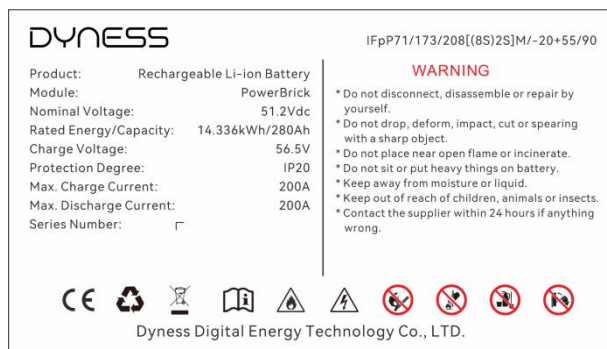 DYNESS
IFpP71/173/208[(8S)2S]M/-20+55/90
Product: Rechargeable Li-ion Battery
Module: PowerBrick
Nominal Voltage: 51.2Vdc
Rated Energy/Capacity: 14.336kWh/280Ah
Charge Voltage: 56.5V
Protection Degree: IP20
Max. Charge Current: 200A
Max. Discharge Current: 200A
Series Number:
WARNING
* Do not disconnect, disassemble or repair by
yourself.
* Do not drop, deform, impact, cut or spearing
with a sharp object.
* Do not place near open flame or incinerate.
* Do not sit or put heavy things on battery.
* Keep away from moisture or liquid.
* Keep out of reach of children, animals or insects.
* Contact the supplier within 24 hours if anything
wrong.
CE
Dyness Digital Energy Technology Co., LTD.